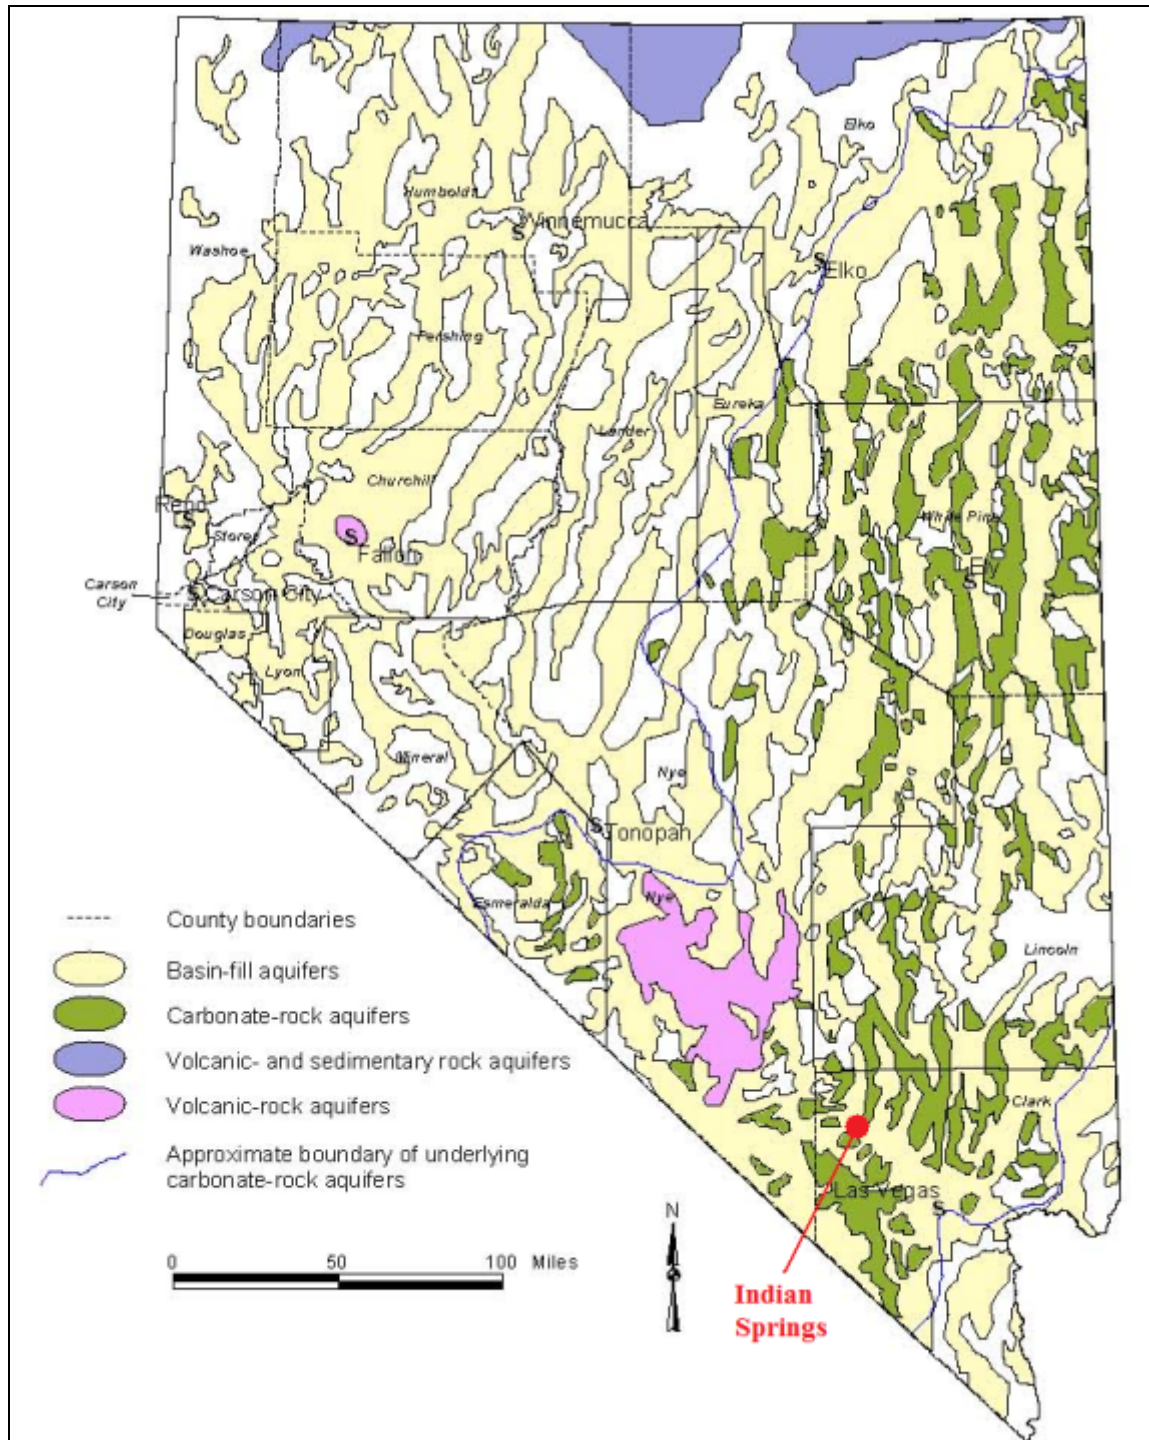 Elko
Humboldt
Winnemucca
S
Washoe
S
Elko
Pershing
Eureka
Lander
Churchill
Reno
S
Storey
S
Fallon
White Pine
Ely
S
Carson
City
S
Carson City
Douglas
Lyon
Mineral
Nye
S
Tonopah
Esmeralda
Nye
Lincoln
County boundaries
Basin-fill aquifers
Carbonate-rock aquifers
Volcanic- and sedimentary rock aquifers
Volcanic-rock aquifers
Approximate boundary of underlying
carbonate-rock aquifers
Clark
Las Vegas
S
N
0 50 100 Miles
Indian
Springs